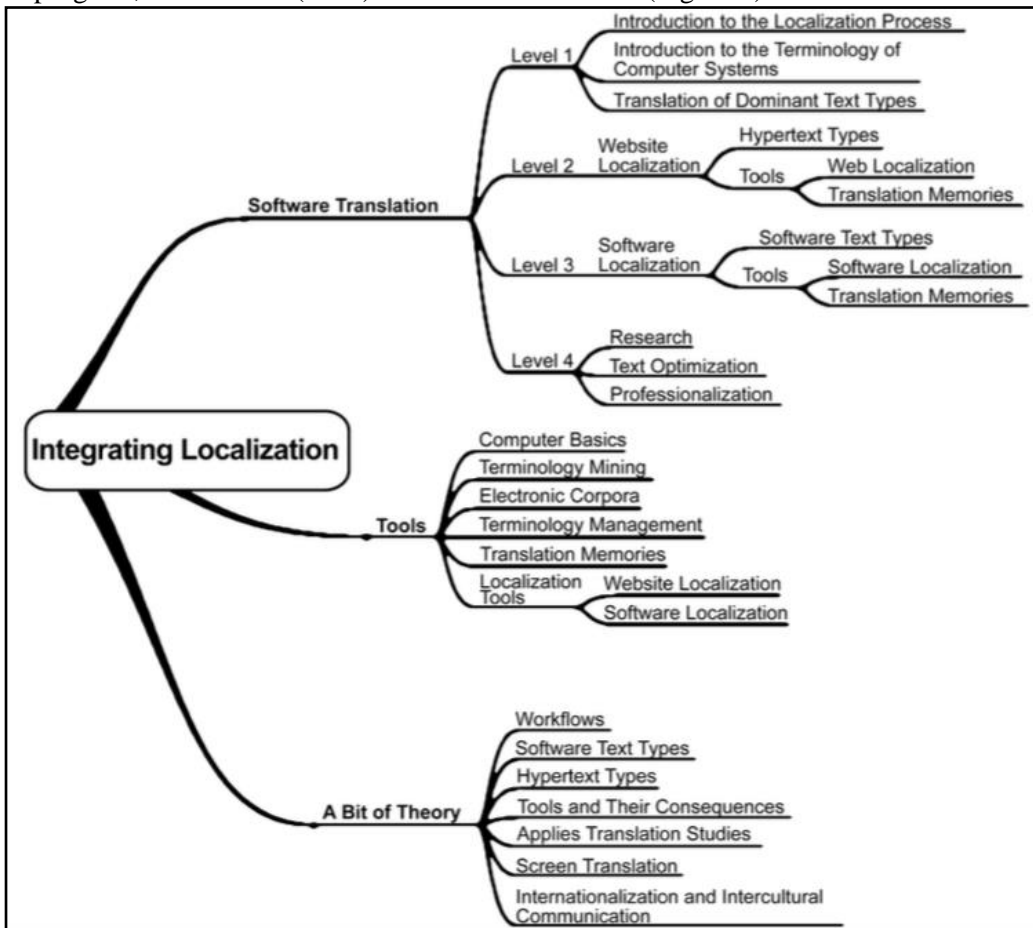 Introduction to the Localization Process
Level 1
Introduction to the Terminology of
Computer Systems
Translation of Dominant Text Types
Hypertext Types
Level 2
Website
Localization
Tools
Web Localization
Translation Memories
Software Translation
Software Text Types
Level 3
Software
Localization
Tools
Software Localization
Translation Memories
Level 4
Research
Text Optimization
Professionalization
Integrating Localization
Computer Basics
Terminology Mining
Electronic Corpora
Tools
Terminology Management
Translation Memories
Localization
Tools
Website Localization
Software Localization
Workflows
Software Text Types
Hypertext Types
A Bit of Theory
Tools and Their Consequences
Applies Translation Studies
Screen Translation
Internationalization and Intercultural
Communication